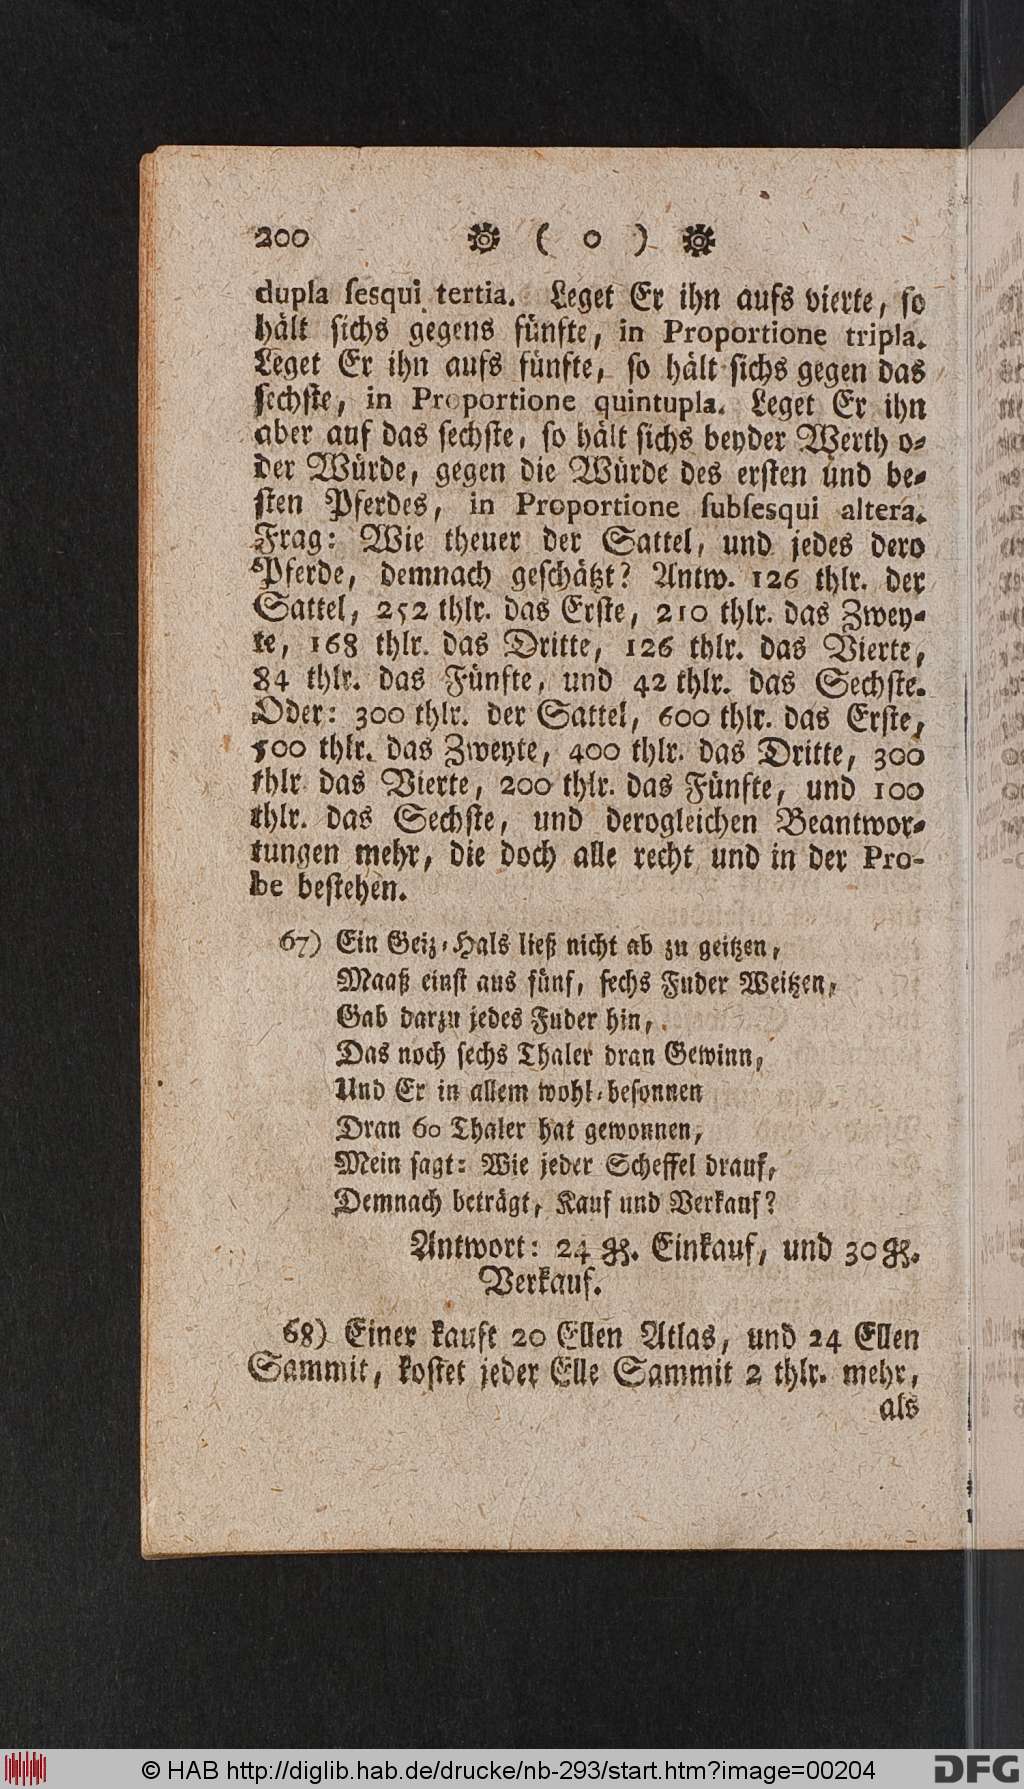 200 ( o )
dupla ſesqui tertia. Leget Er ihn aufs vierte, ſo
hält ſichs gegens fünfte, in Proportione tripla.
Leget Er ihn aufs fünfte, ſo hält ſichs gegen das
ſechſte, in Proportione quintupla. Leget Er ihn
aber auf das ſechſte, ſo hält ſichs beyder Werth o⸗
der Würde, gegen die Würde des erſten und be⸗
ſten Pferdes, in Proportione ſubſesqui altera.
Frag: Wie theuer der Sattel, und jedes dero
Pferde, demnach geſchätzt? Antw. 126 thlr. der
Sattel, 252 thlr. das Erſte, 210 thlr. das Zwey⸗
te, 168 thlr. das Dritte, 126 thlr. das Vierte,
84 thlr. das Fünfte, und 42 thlr. das Sechſte.
Oder: 300 thlr. der Sattel, 600 thlr. das Erſte,
500 thlr. das Zweyte, 400 thlr. das Dritte, 300
thlr das Vierte, 200 thlr. das Fünfte, und 100
thlr. das Sechſte, und derogleichen Beantwor⸗
tungen mehr, die doch alle recht und in der Pro-
be beſtehen.
67) Ein Geiz⸗Hals ließ nicht ab zu geitzen,
Maaß einſt aus fünf, ſechs Fuder Weitzen,
Gab darzu jedes Fuder hin,
Das noch ſechs Thaler dran Gewinn,
Und Er in allem wohl⸗beſonnen
Dran 60 Thaler hat gewonnen,
Mein ſagt: Wie jeder Scheffel drauf,
Demnach beträgt, Kauf und Verkauf?
Antwort: 24 gg. Einkauf, und 30 gg.
Verkauf.
68) Einer kauft 20 Ellen Atlas, und 24 Ellen
Sammit, koſtet jeder Elle Sammit 2 thlr. mehr,
als
© HAB http://diglib.hab.de/drucke/nb-293/start.htm?image=00204
DFG